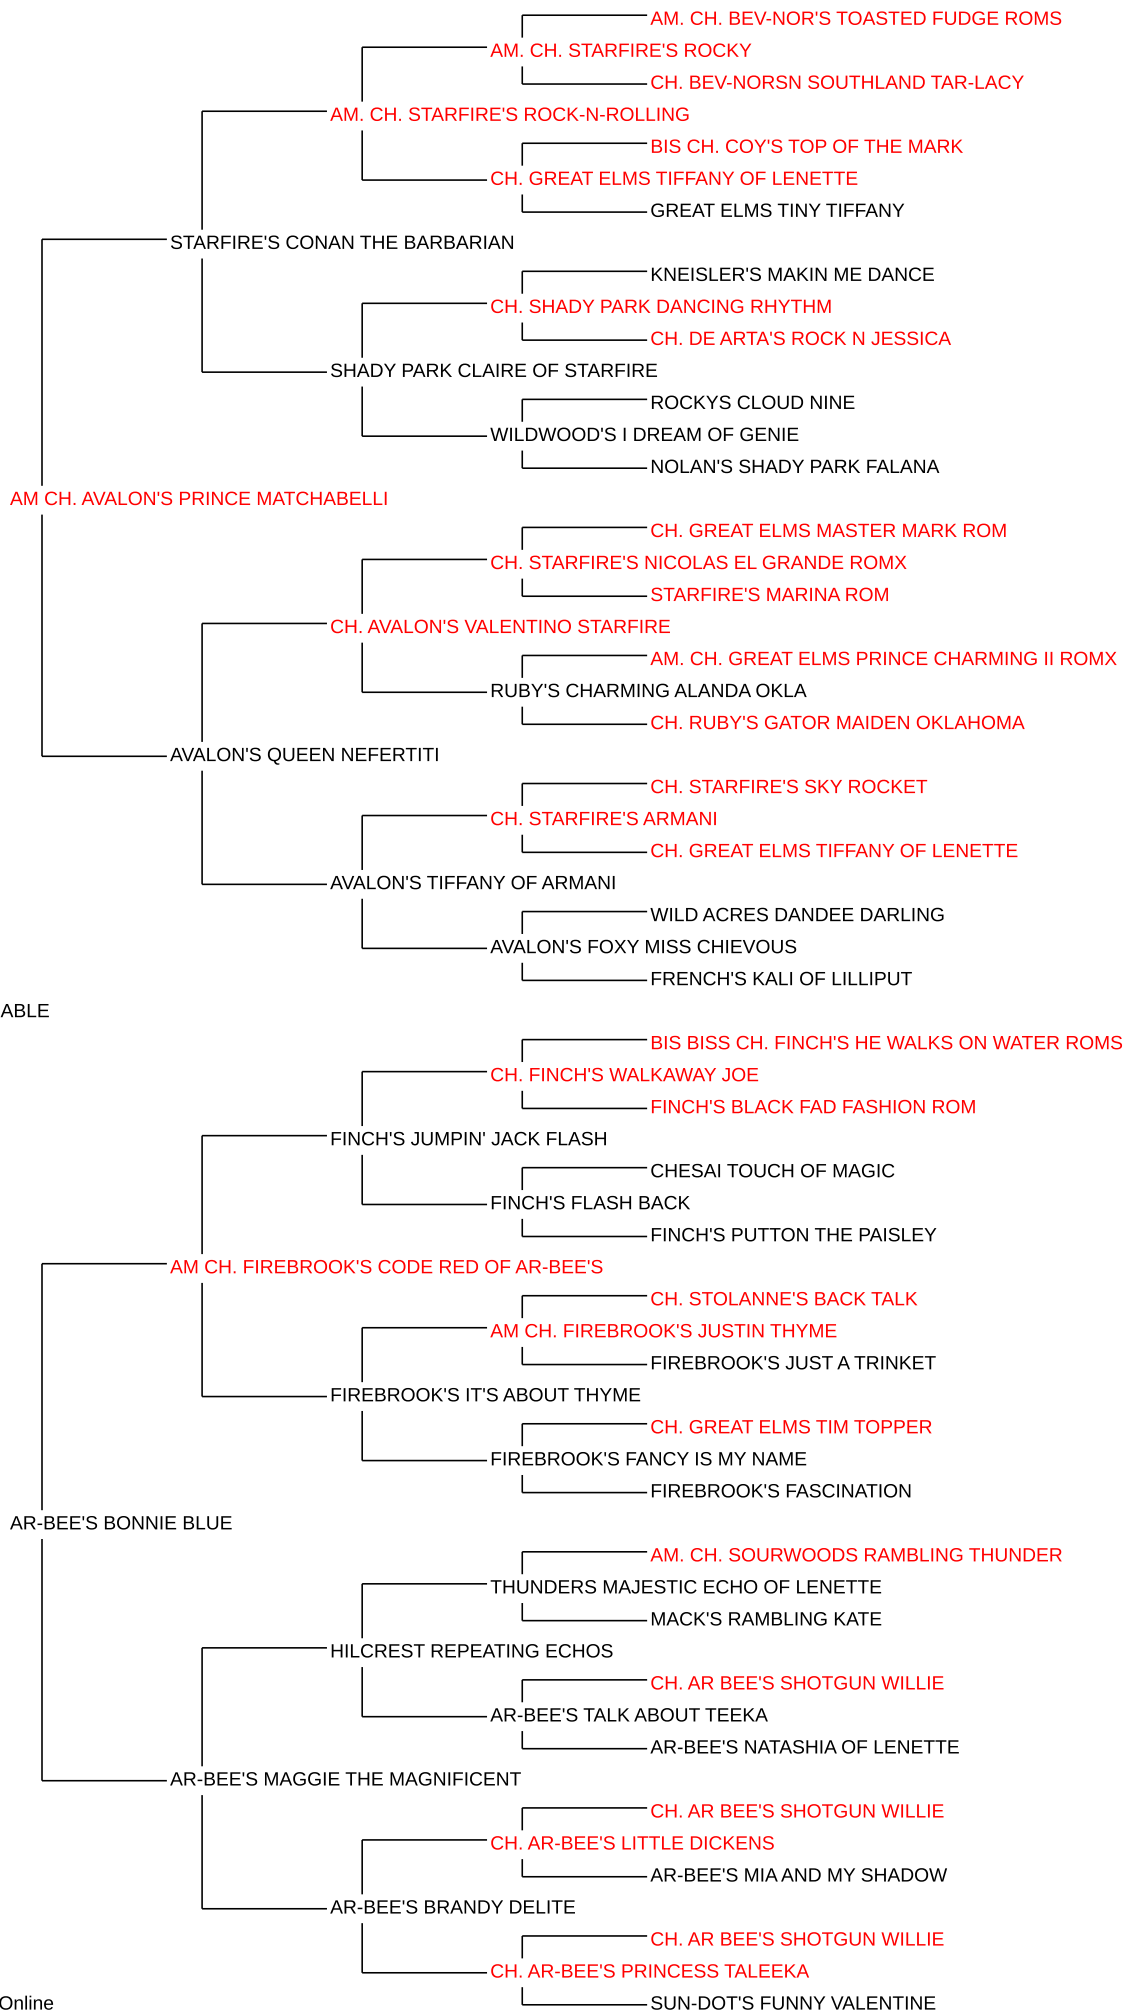 AM. CH. BEV-NOR'S TOASTED FUDGE ROMS
AM. CH. STARFIRE'S ROCKY
CH. BEV-NORSN SOUTHLAND TAR-LACY
AM. CH. STARFIRE'S ROCK-N-ROLLING
BIS CH. COY'S TOP OF THE MARK
CH. GREAT ELMS TIFFANY OF LENETTE
GREAT ELMS TINY TIFFANY
STARFIRE'S CONAN THE BARBARIAN
KNEISLER'S MAKIN ME DANCE
CH. SHADY PARK DANCING RHYTHM
CH. DE ARTA'S ROCK N JESSICA
SHADY PARK CLAIRE OF STARFIRE
ROCKYS CLOUD NINE
WILDWOOD'S I DREAM OF GENIE
NOLAN'S SHADY PARK FALANA
AM CH. AVALON'S PRINCE MATCHABELLI
CH. GREAT ELMS MASTER MARK ROM
CH. STARFIRE'S NICOLAS EL GRANDE ROMX
STARFIRE'S MARINA ROM
CH. AVALON'S VALENTINO STARFIRE
AM. CH. GREAT ELMS PRINCE CHARMING II ROMX
RUBY'S CHARMING ALANDA OKLA
CH. RUBY'S GATOR MAIDEN OKLAHOMA
AVALON'S QUEEN NEFERTITI
CH. STARFIRE'S SKY ROCKET
CH. STARFIRE'S ARMANI
CH. GREAT ELMS TIFFANY OF LENETTE
AVALON'S TIFFANY OF ARMANI
WILD ACRES DANDEE DARLING
AVALON'S FOXY MISS CHIEVOUS
FRENCH'S KALI OF LILLIPUT
ABLE
BIS BISS CH. FINCH'S HE WALKS ON WATER ROMS
CH. FINCH'S WALKAWAY JOE
FINCH'S BLACK FAD FASHION ROM
FINCH'S JUMPIN' JACK FLASH
CHESAI TOUCH OF MAGIC
FINCH'S FLASH BACK
FINCH'S PUTTON THE PAISLEY
AM CH. FIREBROOK'S CODE RED OF AR-BEE'S
CH. STOLANNE'S BACK TALK
AM CH. FIREBROOK'S JUSTIN THYME
FIREBROOK'S JUST A TRINKET
FIREBROOK'S IT'S ABOUT THYME
CH. GREAT ELMS TIM TOPPER
FIREBROOK'S FANCY IS MY NAME
FIREBROOK'S FASCINATION
AR-BEE'S BONNIE BLUE
AM. CH. SOURWOODS RAMBLING THUNDER
THUNDERS MAJESTIC ECHO OF LENETTE
MACK'S RAMBLING KATE
HILCREST REPEATING ECHOS
CH. AR BEE'S SHOTGUN WILLIE
AR-BEE'S TALK ABOUT TEEKA
AR-BEE'S NATASHIA OF LENETTE
AR-BEE'S MAGGIE THE MAGNIFICENT
CH. AR BEE'S SHOTGUN WILLIE
CH. AR-BEE'S LITTLE DICKENS
AR-BEE'S MIA AND MY SHADOW
AR-BEE'S BRANDY DELITE
CH. AR BEE'S SHOTGUN WILLIE
CH. AR-BEE'S PRINCESS TALEEKA
SUN-DOT'S FUNNY VALENTINE
Online